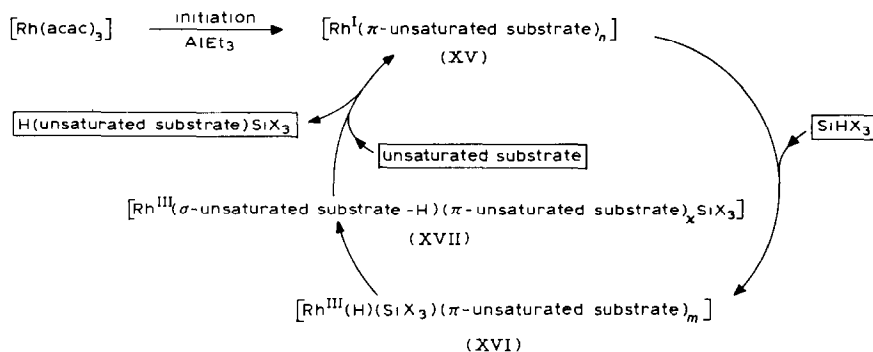 [Rh(acac)₃]
initiation
AlEt₃
[Rhᴵ(π-unsaturated substrate)ₙ]
(XV)
H(unsaturated substrate)SiX₃
SiHX₃
unsaturated substrate
[Rhᴵᴵᴵ(σ-unsaturated substrate-H)(π-unsaturated substrate)ₓSiX₃]
(XVII)
[Rhᴵᴵᴵ(H)(SiX₃)(π-unsaturated substrate)ₘ]
(XVI)